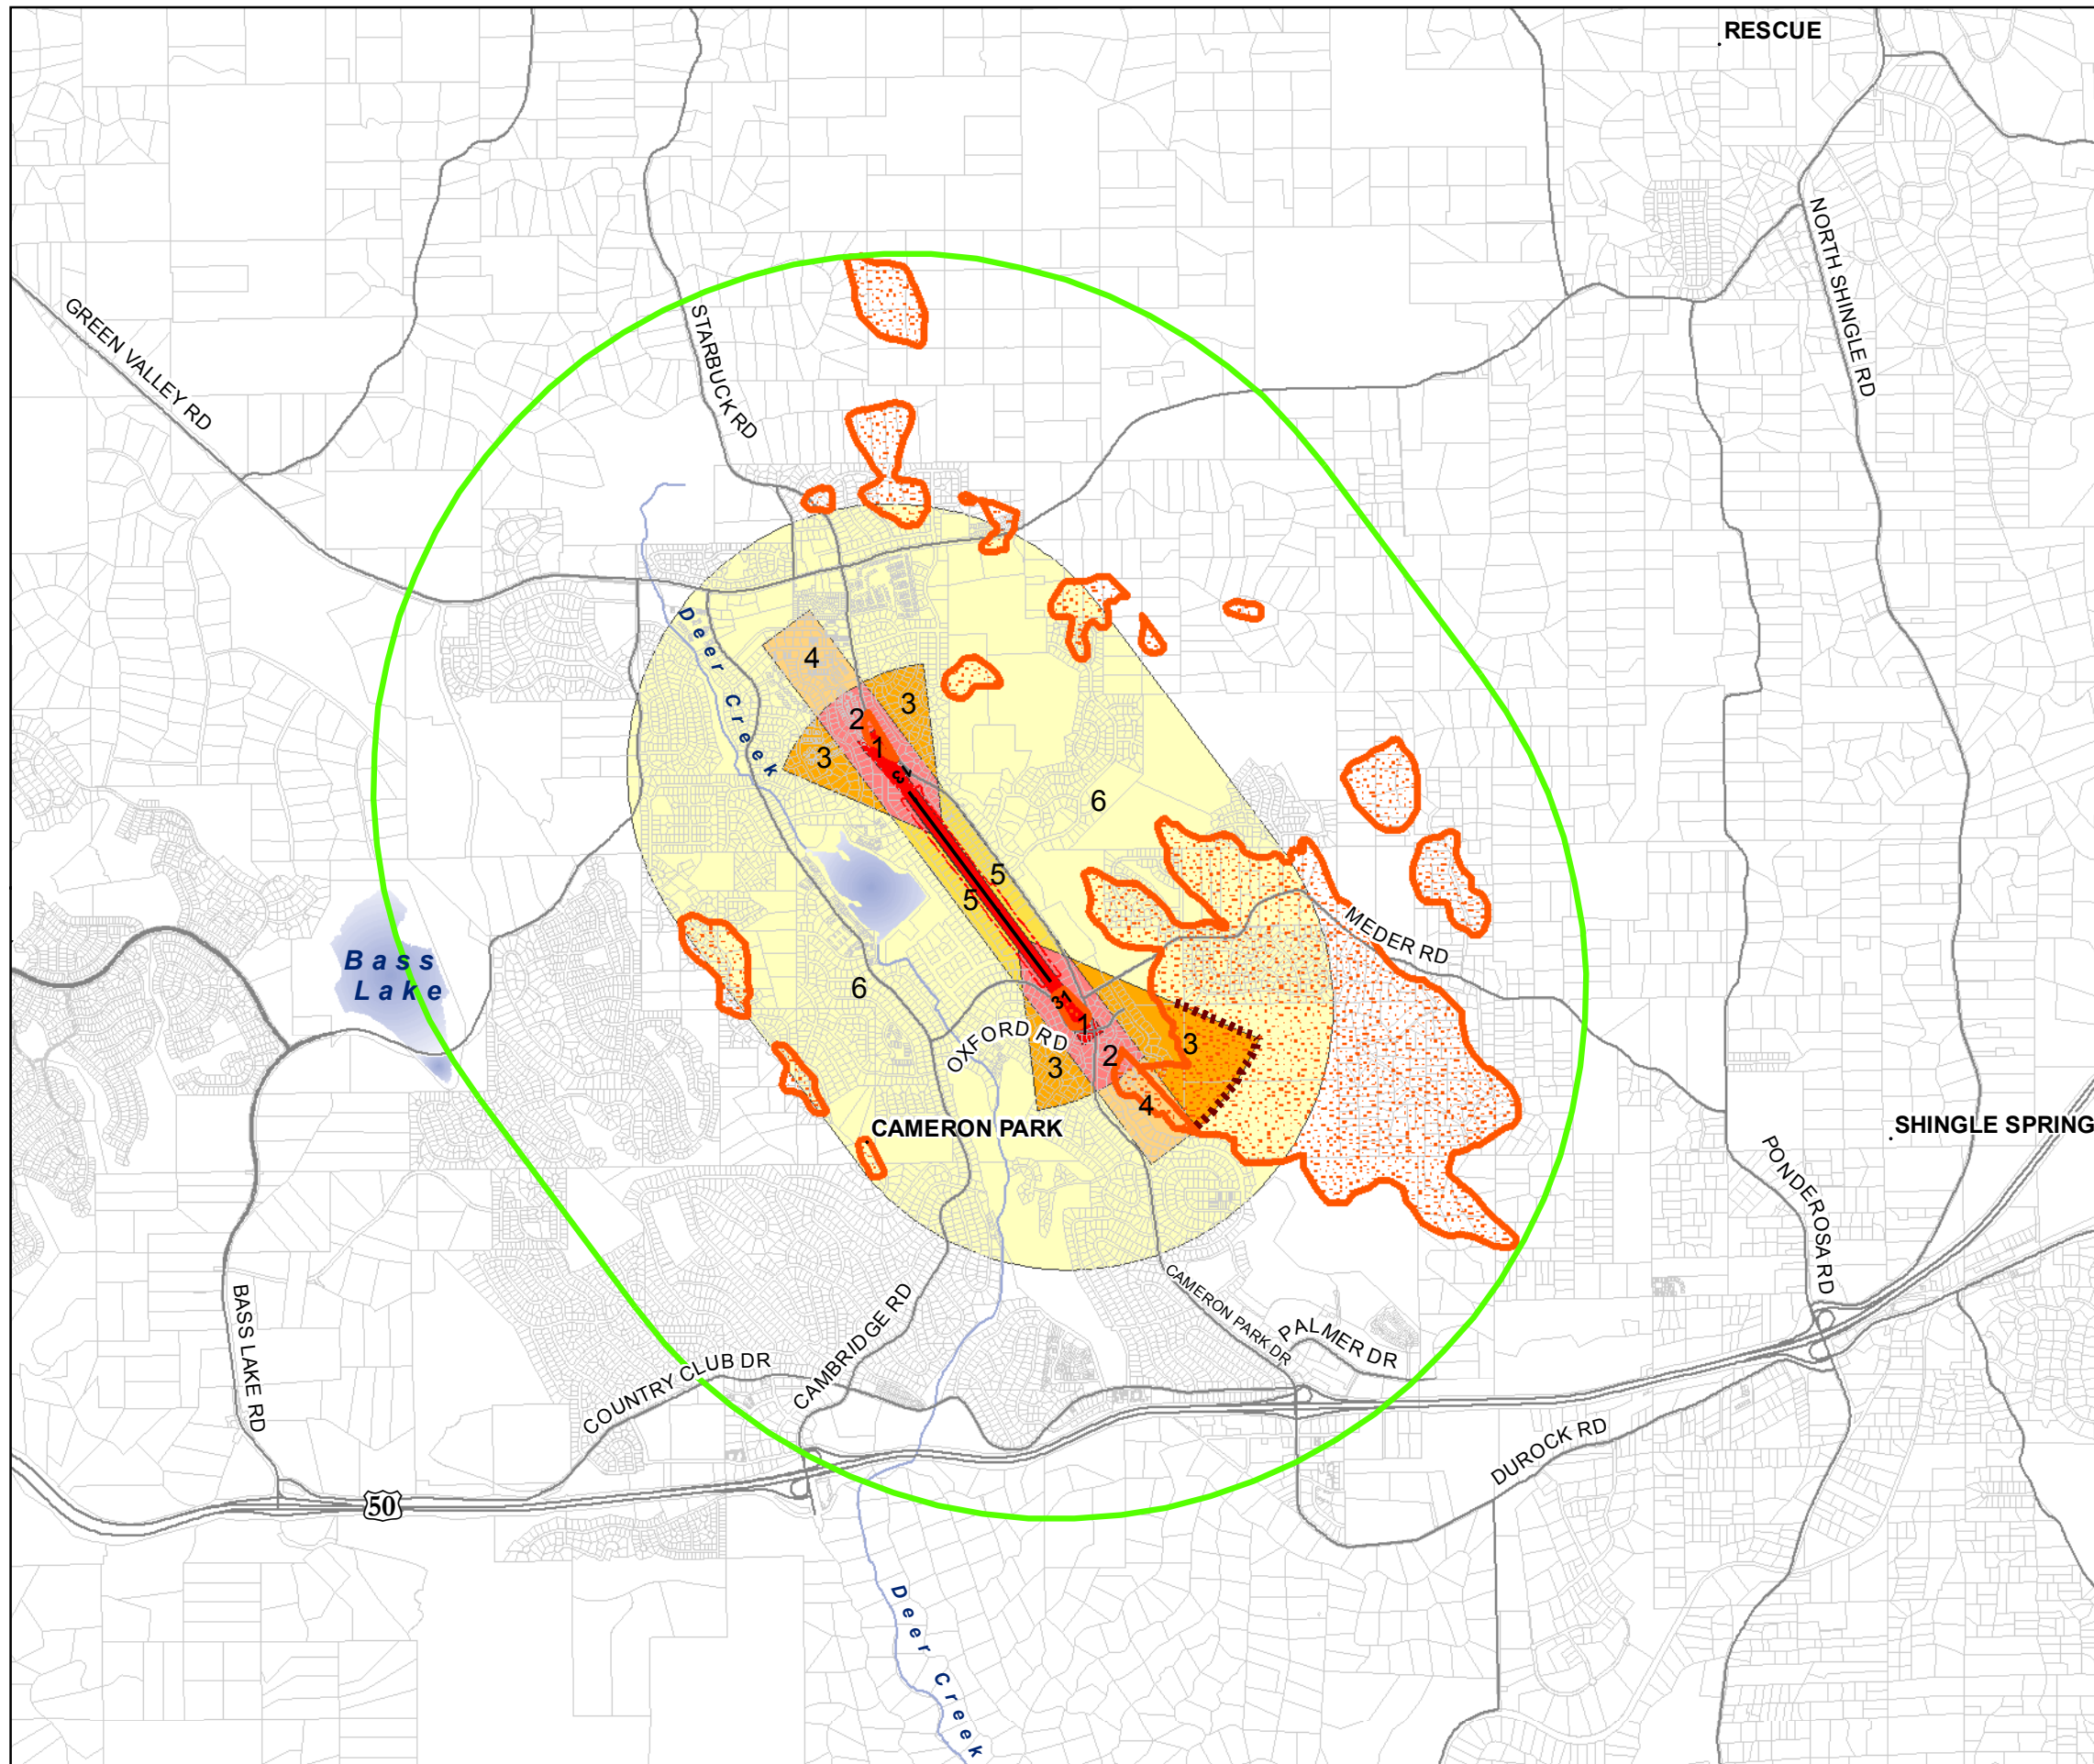 RESCUE
NORTH SHINGLE RD
GREEN VALLEY RD
STARBUCK RD
Deer Creek
4
3
2
1
3
13
6
5
5
MEDER RD
Bass
Lake
6
31
1
OXFORD RD
3
2
3
4
CAMERON PARK
SHINGLE SPRING
PONDEROSA RD
BASS LAKE RD
CAMERON PARK DR
PALMER DR
CAMBRIDGE RD
COUNTRY CLUB DR
DUROCK RD
50
Deer Creek